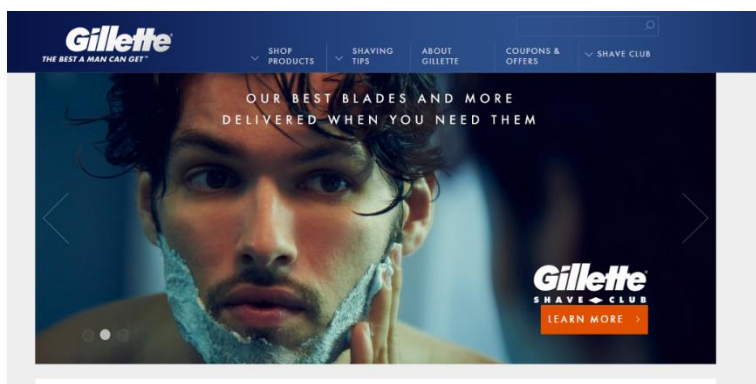 Gillette
THE BEST A MAN CAN GET™
SHOP
PRODUCTS
SHAVING
TIPS
ABOUT
GILLETTE
COUPONS &
OFFERS
SHAVE CLUB
OUR BEST BLADES AND MORE
DELIVERED WHEN YOU NEED THEM
Gillette
SHAVE CLUB
LEARN MORE >